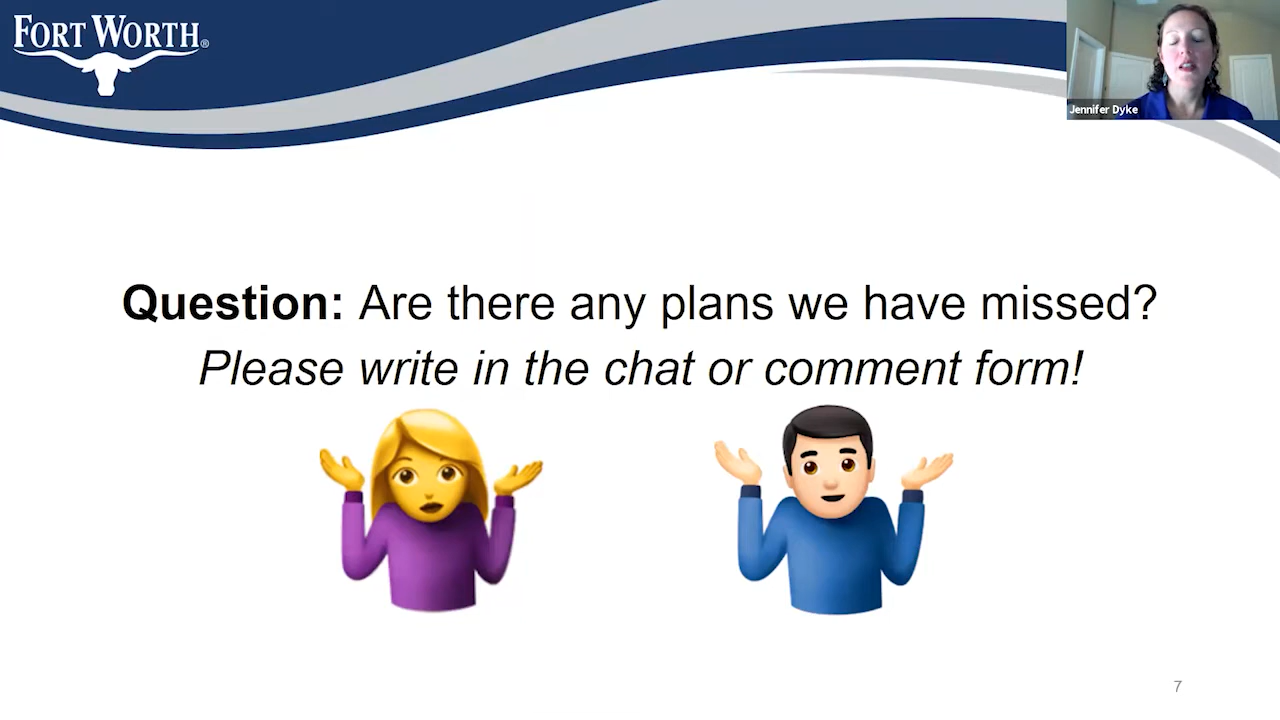 FORT WORTH®
Jennifer Dyke
Question: Are there any plans we have missed?
Please write in the chat or comment form!
7